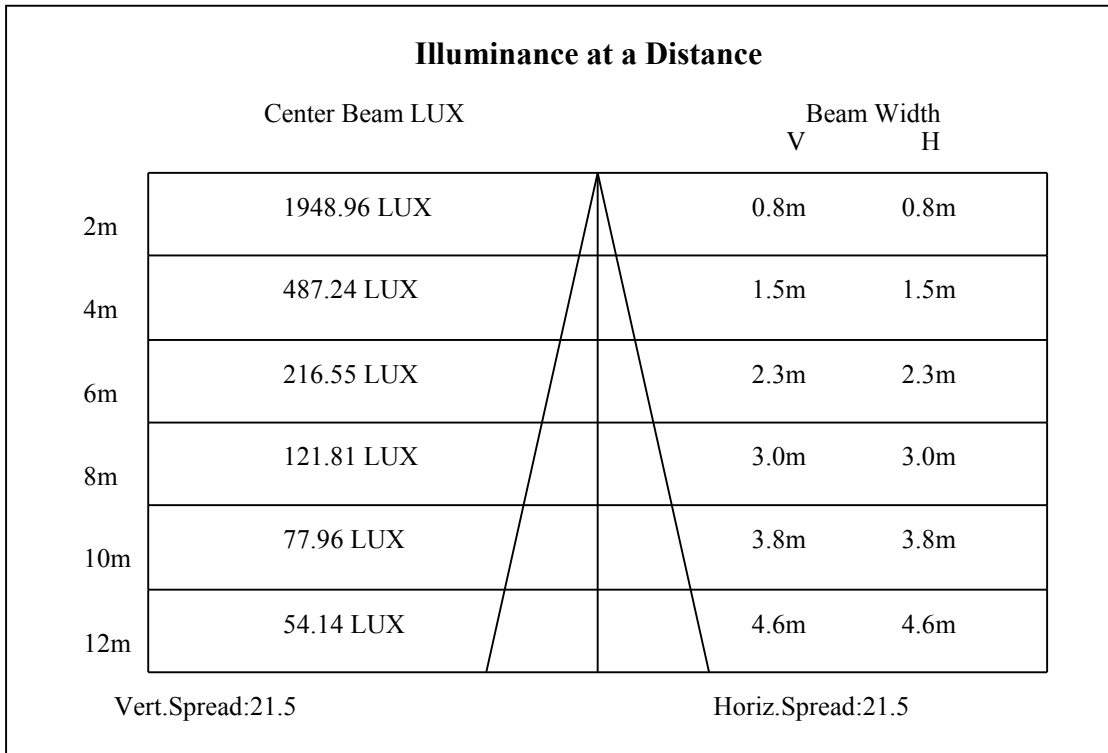 Illuminance at a Distance
Center Beam LUX Beam Width
V H
2m 1948.96 LUX 0.8m 0.8m
4m 487.24 LUX 1.5m 1.5m
6m 216.55 LUX 2.3m 2.3m
8m 121.81 LUX 3.0m 3.0m
10m 77.96 LUX 3.8m 3.8m
12m 54.14 LUX 4.6m 4.6m
Vert.Spread:21.5 Horiz.Spread:21.5